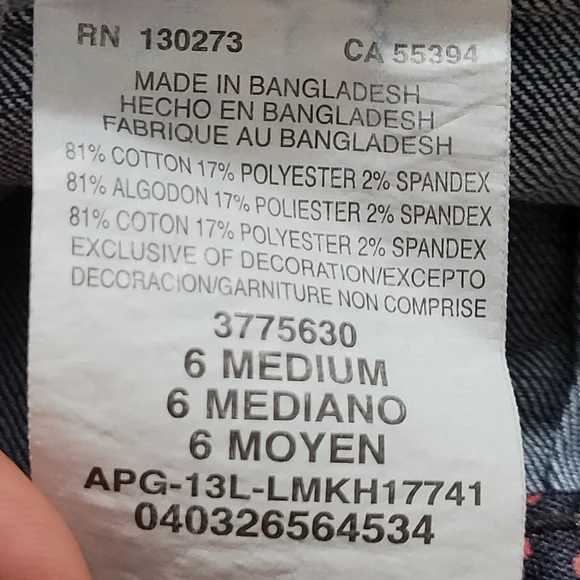 RN 130273 CA 55394
MADE IN BANGLADESH
HECHO EN BANGLADESH
FABRIQUE AU BANGLADESH
81% COTTON 17% POLYESTER 2% SPANDEX
81% ALGODON 17% POLIESTER 2% SPANDEX
81% COTON 17% POLYESTER 2% SPANDEX
EXCLUSIVE OF DECORATION/EXCEPTO
DECORACION/GARNITURE NON COMPRISE
3775630
6 MEDIUM
6 MEDIANO
6 MOYEN
APG-13L-LMKH17741
040326564534